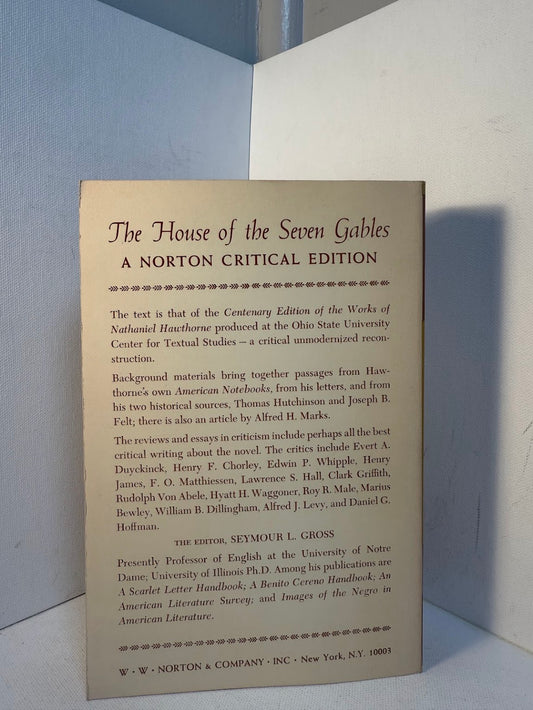 The House of the Seven Gables
A NORTON CRITICAL EDITION
The text is that of the Centenary Edition of the Works of
Nathaniel Hawthorne produced at the Ohio State University
Center for Textual Studies – a critical unmodernized recon-
struction.
Background materials bring together passages from Haw-
thorne's own American Notebooks, from his letters, and from
his two historical sources, Thomas Hutchinson and Joseph B.
Felt; there is also an article by Alfred H. Marks.
The reviews and essays in criticism include perhaps all the best
critical writing about the novel. The critics include Evert A.
Duyckinck, Henry F. Chorley, Edwin P. Whipple, Henry
James, F. O. Matthiessen, Lawrence S. Hall, Clark Griffith,
Rudolph Von Abele, Hyatt H. Waggoner, Roy R. Male, Marius
Bewley, William B. Dillingham, Alfred J. Levy, and Daniel G.
Hoffman.
THE EDITOR, SEYMOUR L. GROSS
Presently Professor of English at the University of Notre
Dame; University of Illinois Ph.D. Among his publications are
A Scarlet Letter Handbook; A Benito Cereno Handbook; An
American Literature Survey; and Images of the Negro in
American Literature.
W · W · NORTON & COMPANY · INC · New York, N.Y. 10003